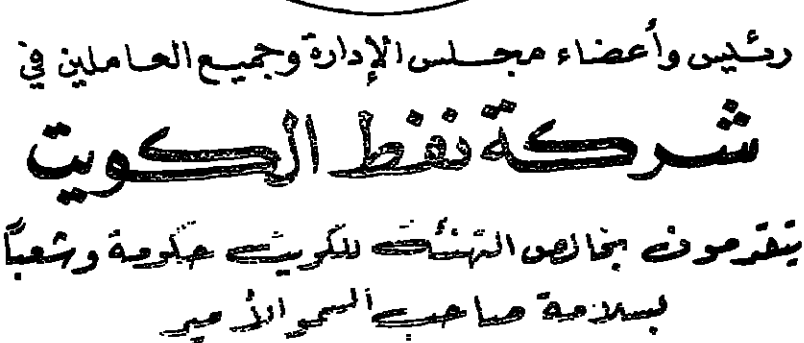 رئيس وأعضاء مجلس الإدارة وجميع العاملين في
شركة نفط الكويت
يتقدمون بخالص التهنئة للكويت حكومة وشعباً
لسلامة صاحب السمو الأمير